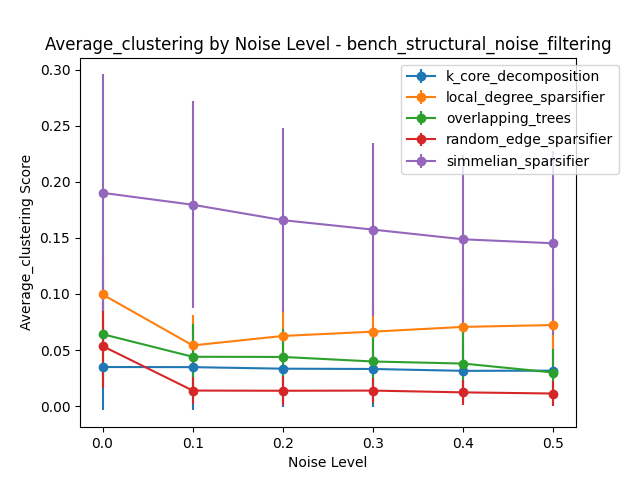 Average_clustering by Noise Level - bench_structural_noise_filtering
0.30
0.25
0.20
0.15
0.10
0.05
0.00
Average_clustering Score
k_core_decomposition
local_degree_sparsifier
overlapping_trees
random_edge_sparsifier
simmelian_sparsifier
0.0 0.1 0.2 0.3 0.4 0.5
Noise Level